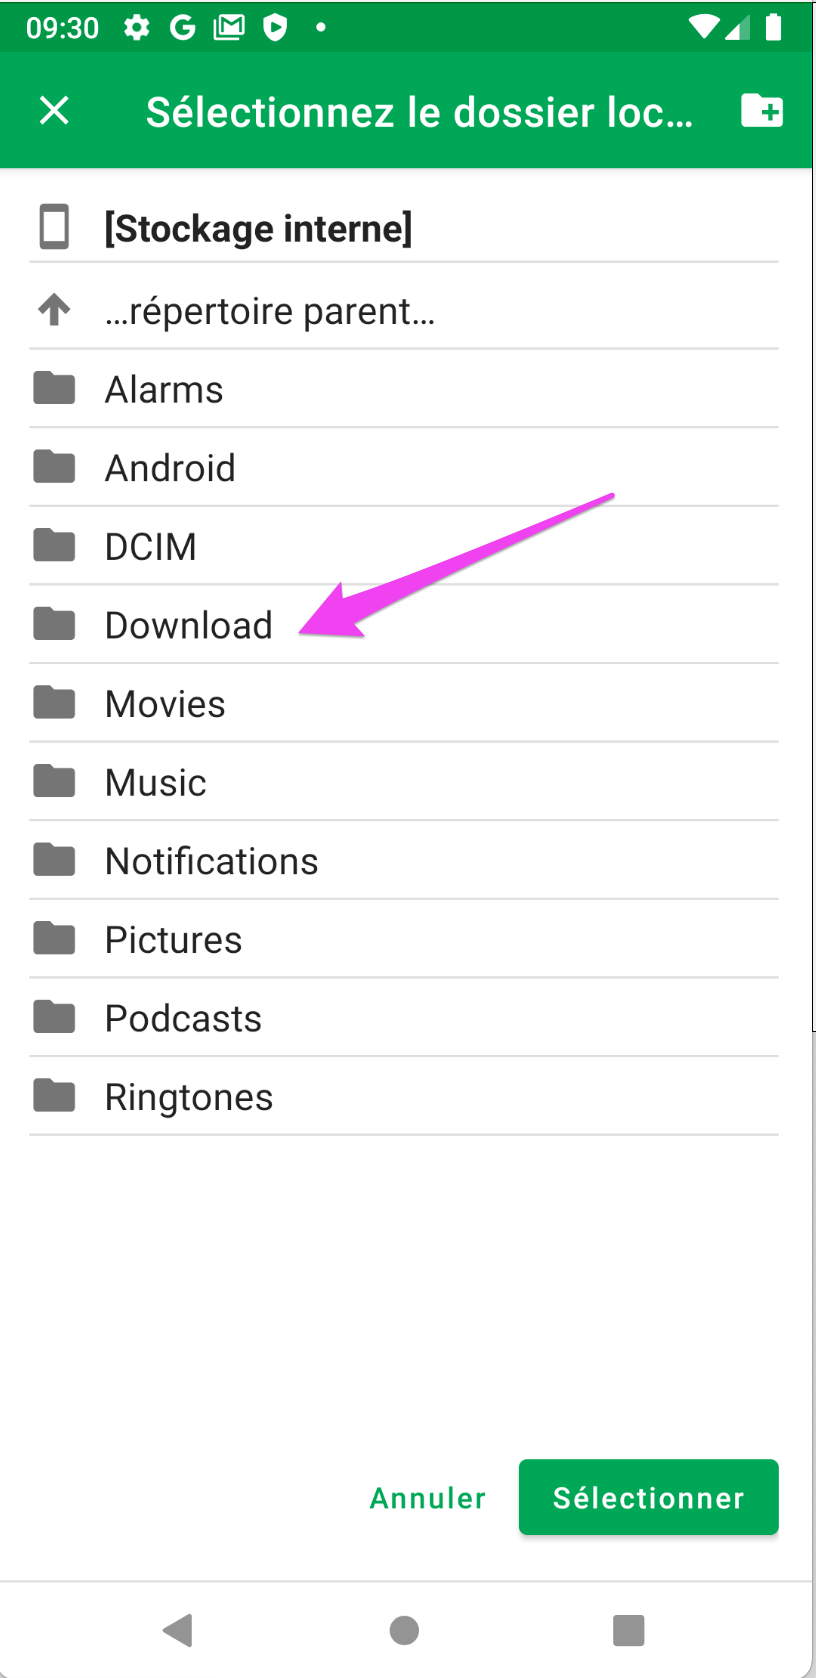 09:30
Sélectionnez le dossier loc...
[Stockage interne]
...répertoire parent...
Alarms
Android
DCIM
Download
Movies
Music
Notifications
Pictures
Podcasts
Ringtones
Annuler
Sélectionner